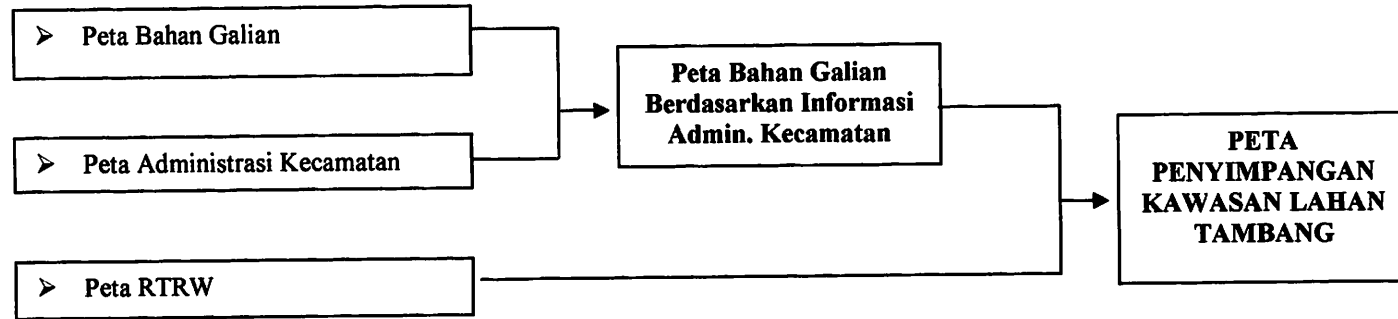 ➢ Peta Bahan Galian
➢ Peta Administrasi Kecamatan
➢ Peta RTRW
Peta Bahan Galian
Berdasarkan Informasi
Admin. Kecamatan
PETA
PENYIMPANGAN
KAWASAN LAHAN
TAMBANG